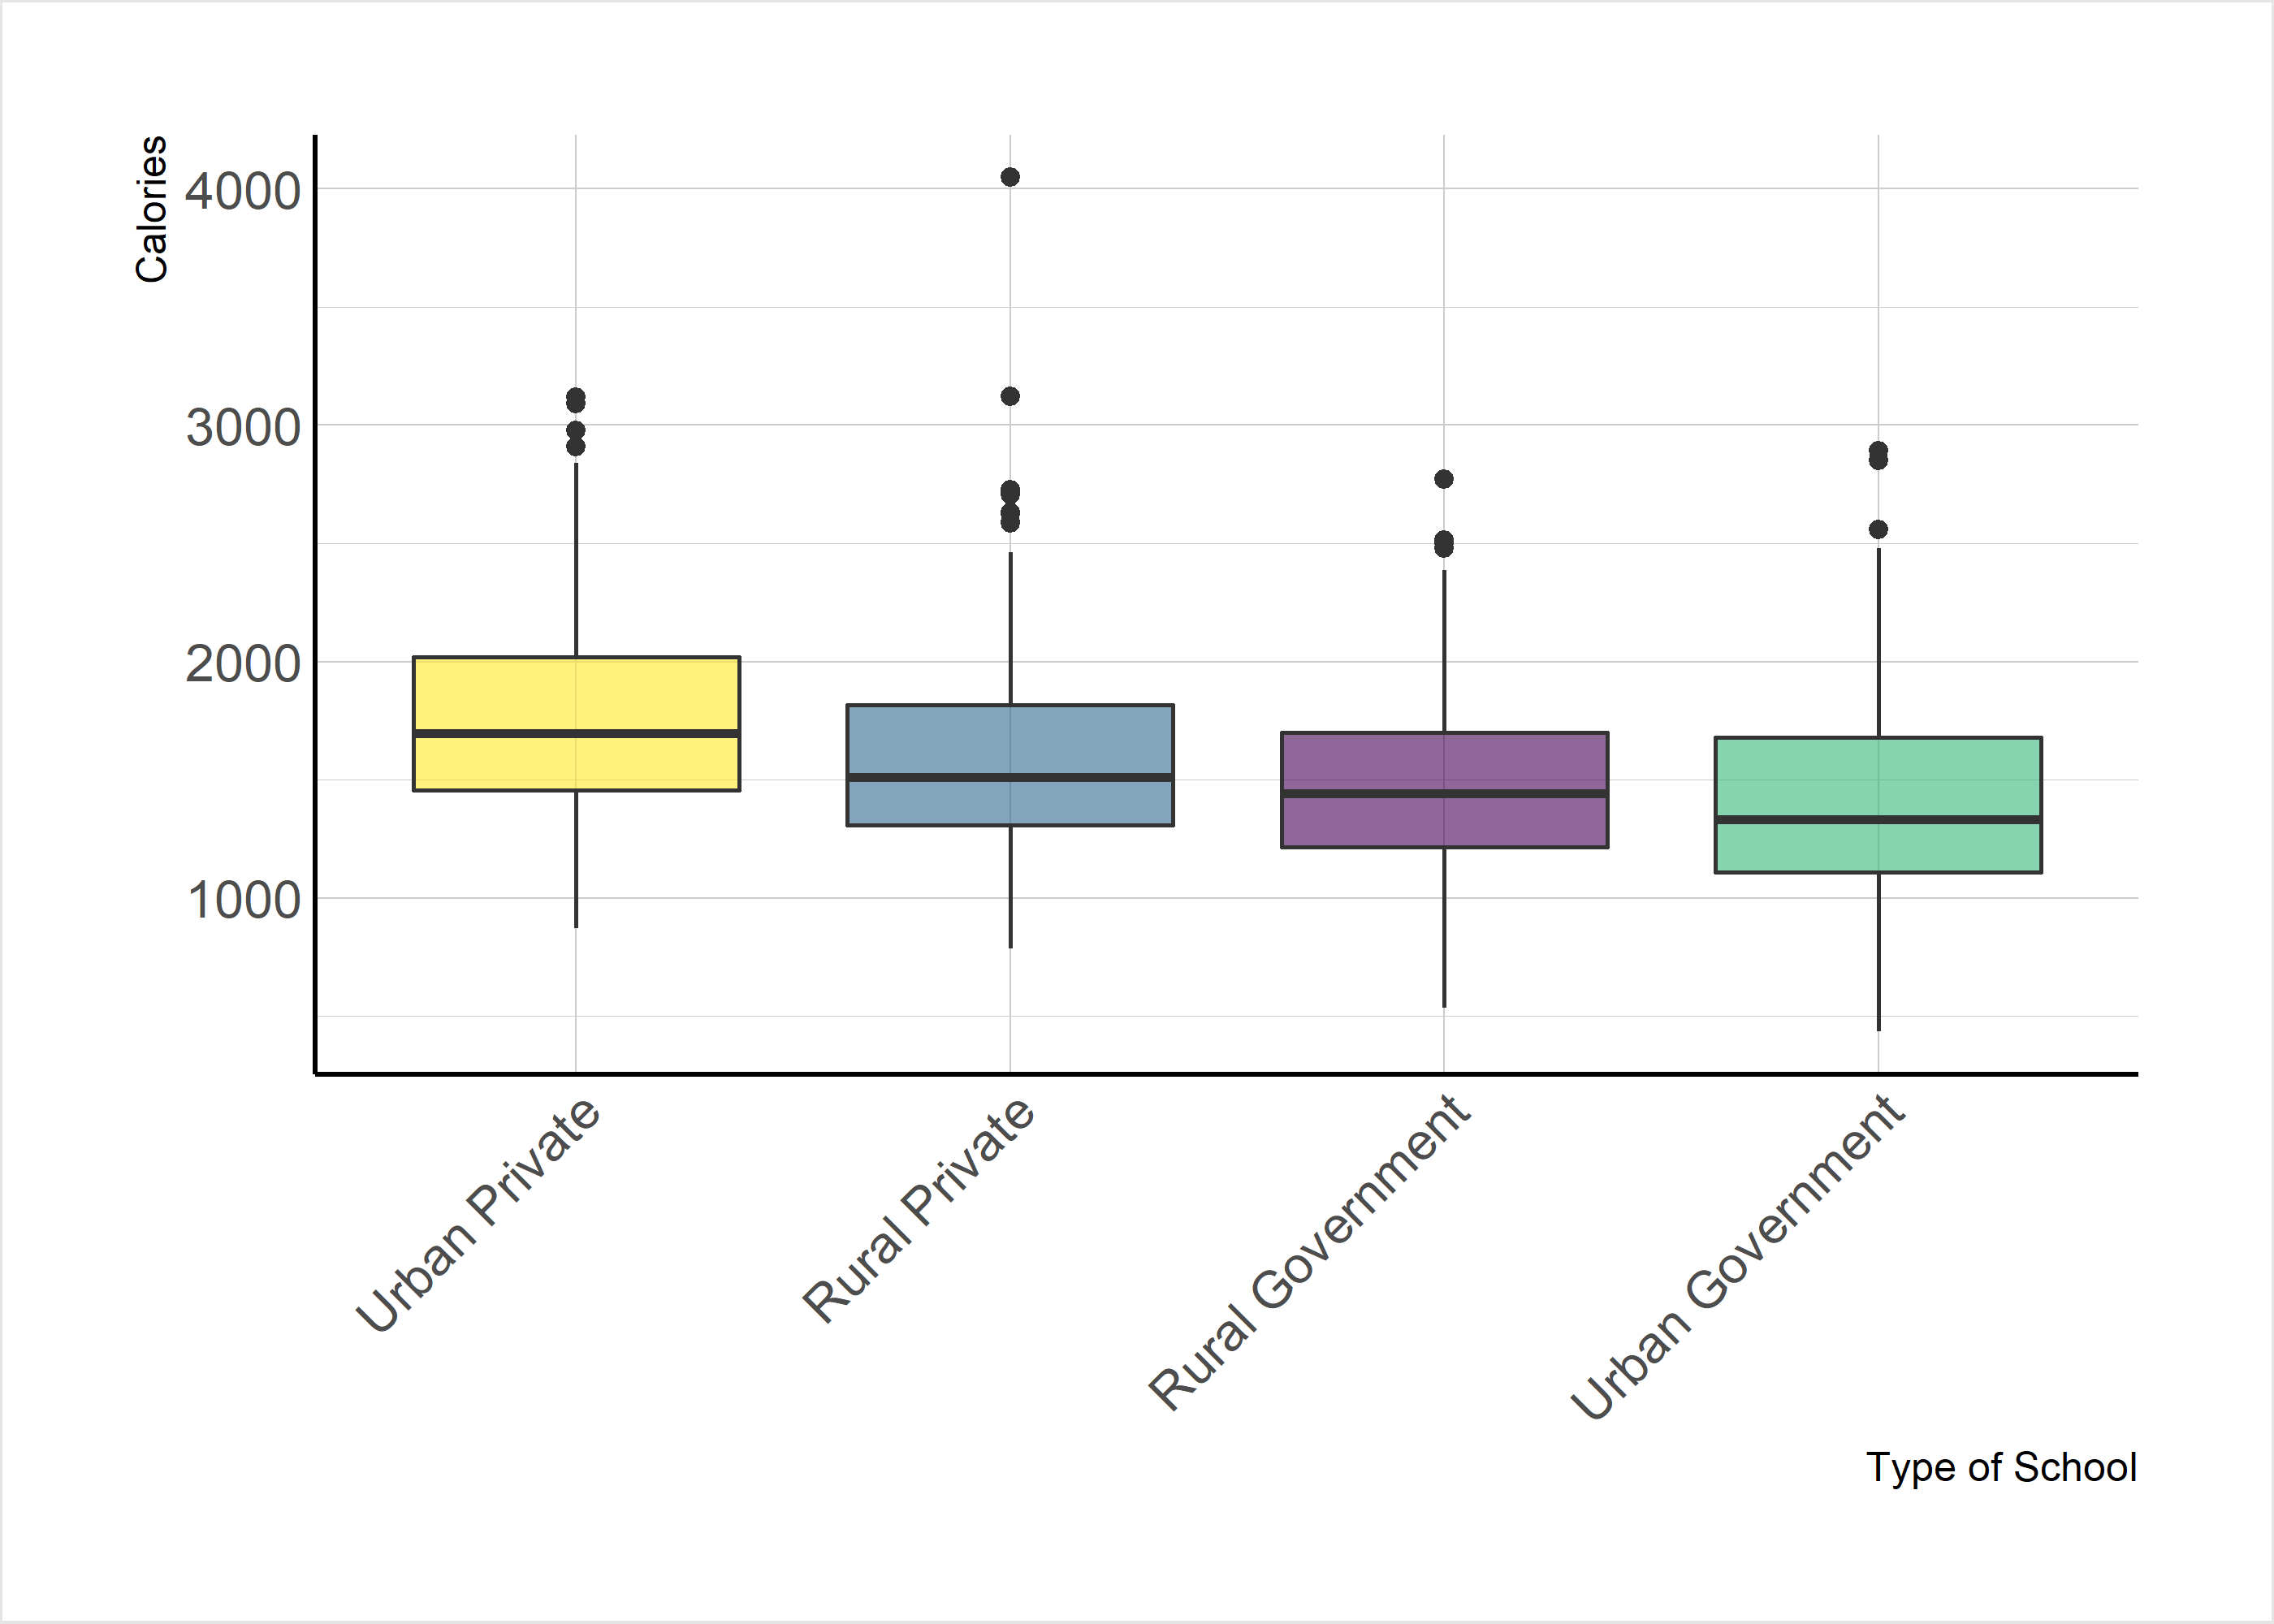 Calories
4000
3000
2000
1000
Urban Private
Rural Private
Rural Government
Urban Government
Type of School